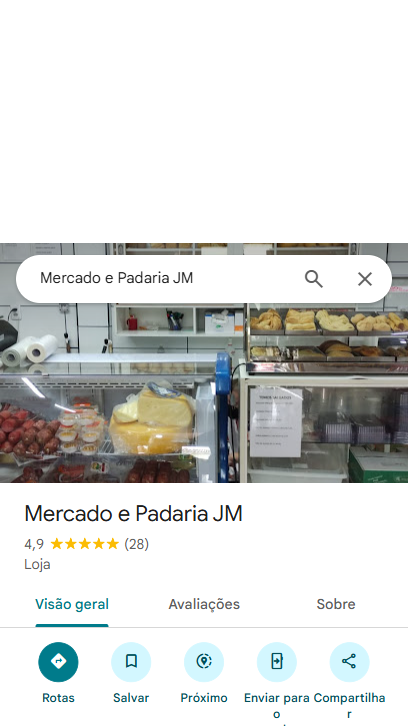 Mercado e Padaria JM
Mercado e Padaria JM
4,9 (28)
Loja
Visão geral Avaliações Sobre
Rotas Salvar Próximo Enviar para o Compartilhar